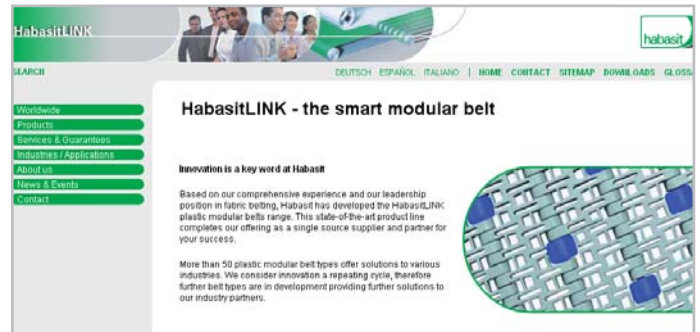 HabasitLINK
habasit
SEARCH
DEUTSCH ESPAÑOL ITALIANO | HOME CONTACT SITEMAP DOWNLOADS GLOSS
HabasitLINK - the smart modular belt
Worldwide
Products
Services & Guarantees
Industries / Applications
About us
News & Events
Contact
Innovation is a key word at Habasit
Based on our comprehensive experience and our leadership
position in fabric belting, Habasit has developed the HabasitLINK
plastic modular belts range. This state-of-the-art product line
completes our offering as a single source supplier and partner for
your success.
More than 50 plastic modular belt types offer solutions to various
industries. We consider innovation a repeating cycle, therefore
further belt types are in development providing further solutions to
our industry partners.